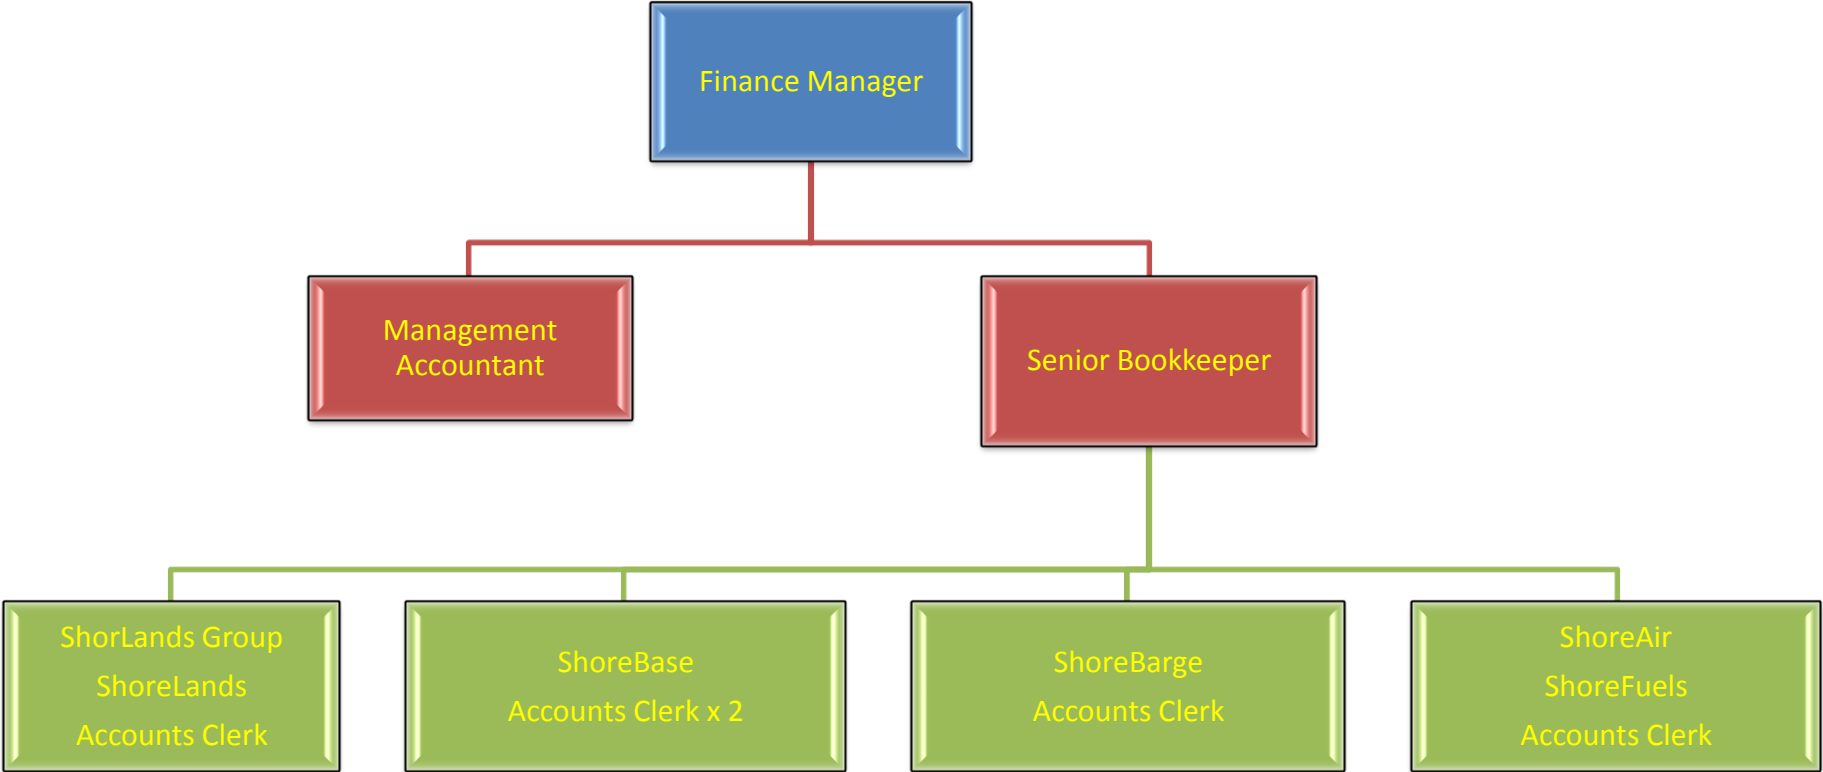 Finance Manager
Management
Accountant
Senior Bookkeeper
ShorLands Group
ShoreLands
Accounts Clerk
ShoreBase
Accounts Clerk x 2
ShoreBarge
Accounts Clerk
ShoreAir
ShoreFuels
Accounts Clerk